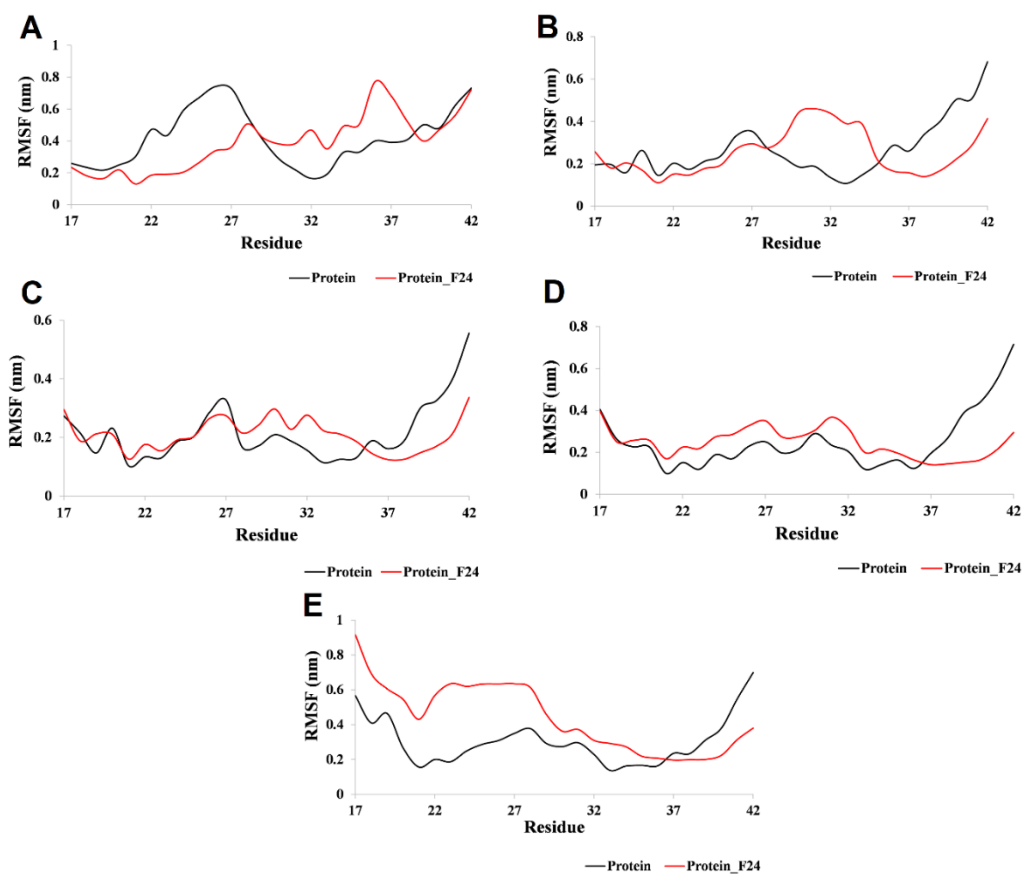 A
RMSF (nm)
1
0.8
0.6
0.4
0.2
0
17 22 27 32 37 42
Residue
Protein Protein_F24
B
RMSF (nm)
0.8
0.6
0.4
0.2
0
17 22 27 32 37 42
Residue
Protein Protein_F24
C
RMSF (nm)
0.6
0.4
0.2
0
17 22 27 32 37 42
Residue
Protein Protein_F24
D
RMSF (nm)
0.8
0.6
0.4
0.2
0
17 22 27 32 37 42
Residue
Protein Protein_F24
E
RMSF (nm)
1
0.8
0.6
0.4
0.2
0
17 22 27 32 37 42
Residue
Protein Protein_F24